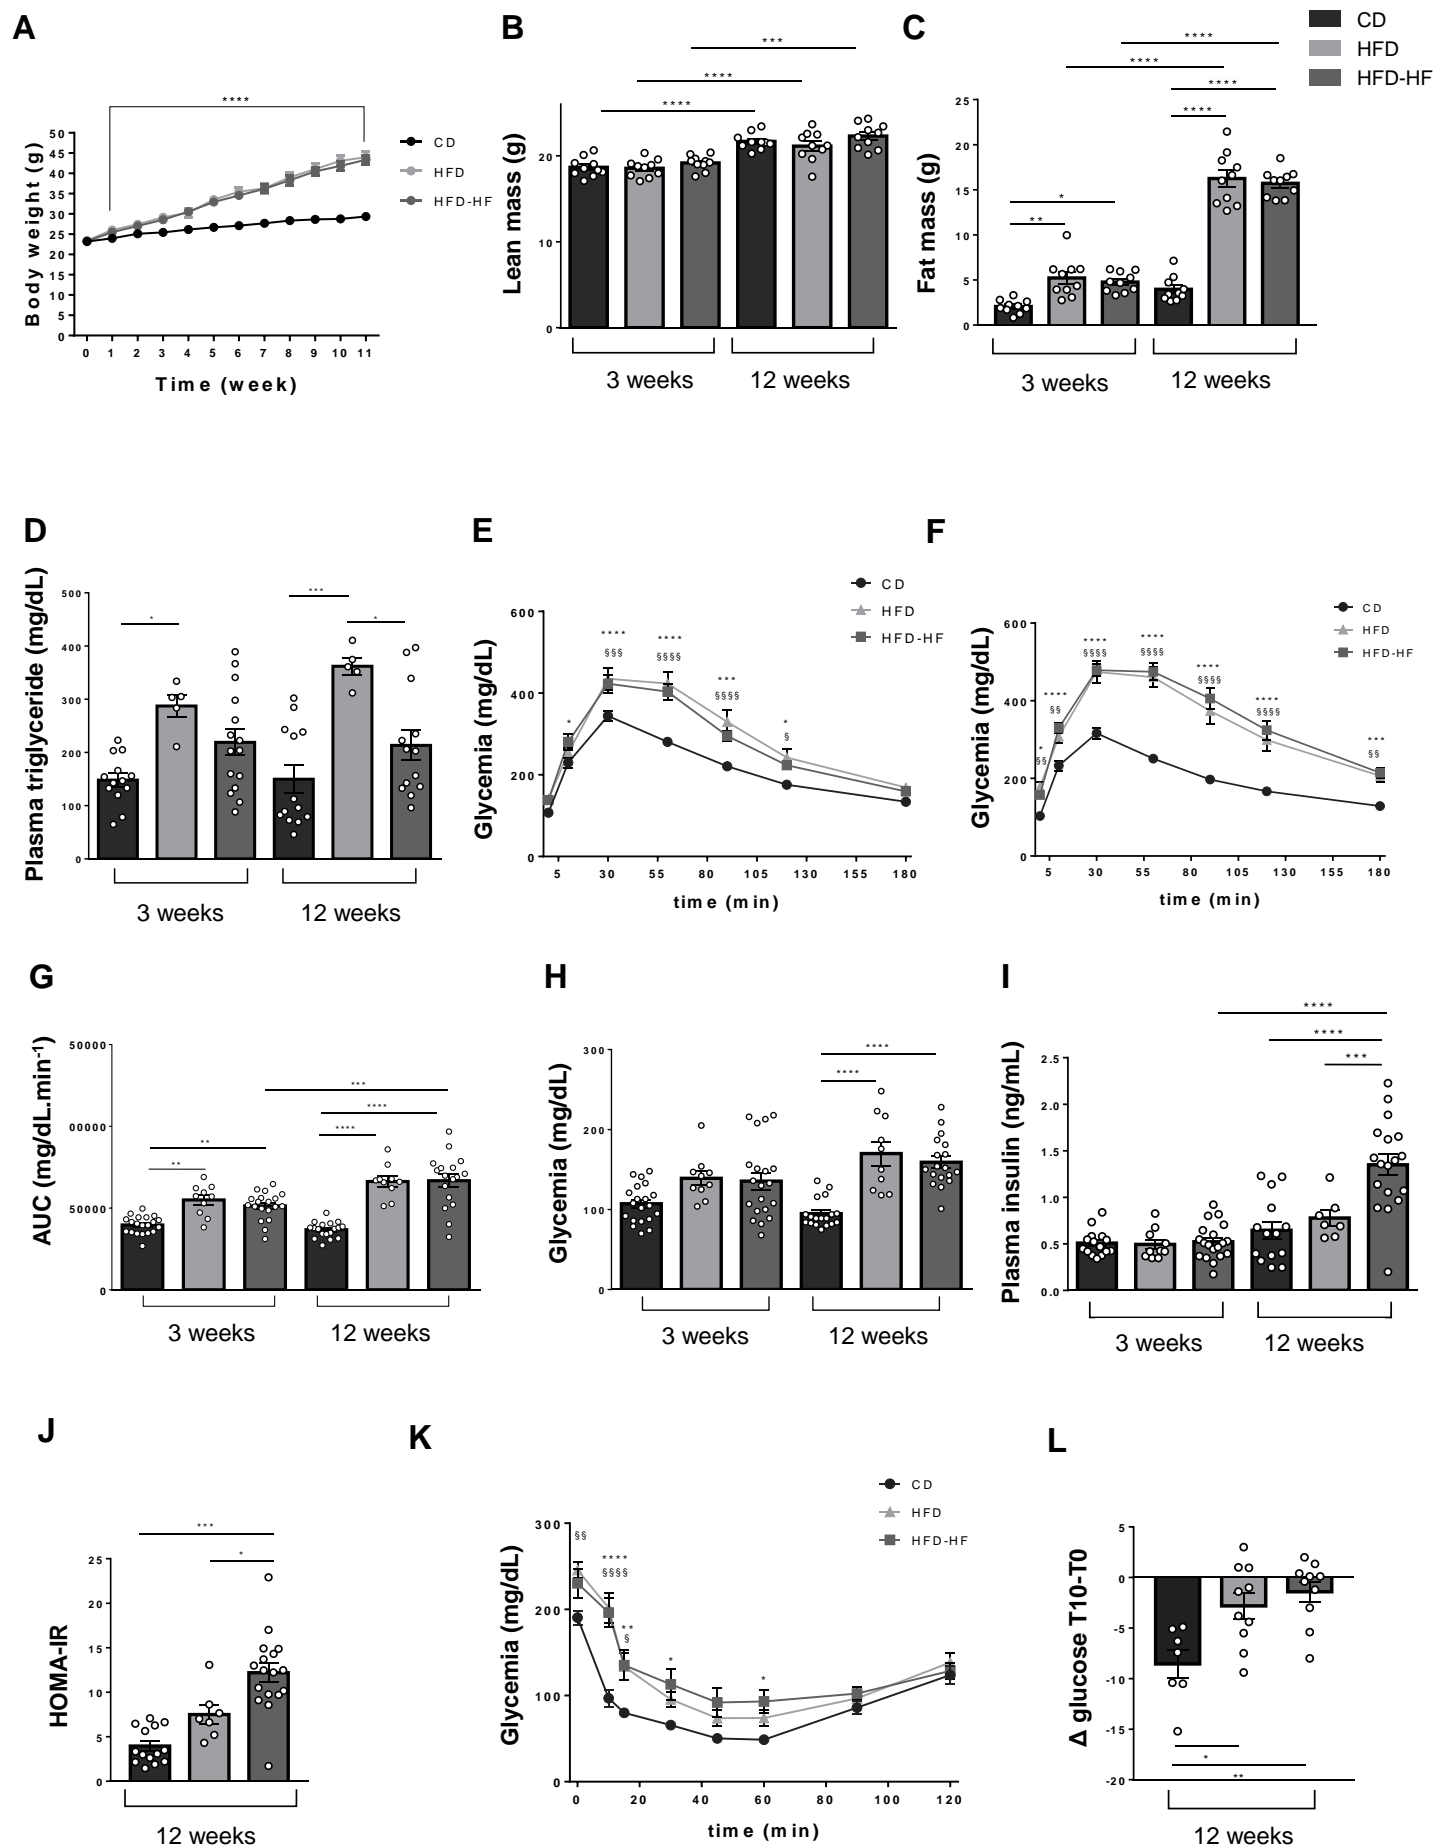 A
B
C
CD
HFD
HFD-HF
****
50
45
40
35
30
25
20
15
10
5
0
Body weight (g)
0 1 2 3 4 5 6 7 8 9 10 11
Time (week)
CD
HFD
HFD-HF
***
****
****
20
10
0
Lean mass (g)
3 weeks
12 weeks
****
****
****
****
*
**
25
20
15
10
5
0
Fat mass (g)
3 weeks
12 weeks
D
E
F
***
*
*
500
400
300
200
100
0
Plasma triglyceride (mg/dL)
3 weeks
12 weeks
CD
HFD
HFD-HF
600
400
200
0
Glycemia (mg/dL)
* **** **** *** *
§§§ §§§§ §§§§ §
5 30 55 80 105 130 155 180
time (min)
CD
HFD
HFD-HF
600
400
200
0
Glycemia (mg/dL)
* **** **** **** **** **** ***
§§ §§ §§§§ §§§§ §§§§ §§§§ §§
5 30 55 80 105 130 155 180
time (min)
G
H
I
50000
00000
50000
0
AUC (mg/dL.min⁻¹)
***
****
****
**
**
3 weeks
12 weeks
300
200
100
0
Glycemia (mg/dL)
****
****
3 weeks
12 weeks
****
****
***
2.5
2.0
1.5
1.0
0.5
0.0
Plasma insulin (ng/mL)
3 weeks
12 weeks
J
K
L
***
*
25
20
15
10
5
0
HOMA-IR
12 weeks
CD
HFD
HFD-HF
300
200
100
0
Glycemia (mg/dL)
§§
****
§§§§
**
§
*
*
0 20 40 60 80 100 120
time (min)
5
0
-5
-10
-15
-20
Δ glucose T10-T0
*
**
12 weeks